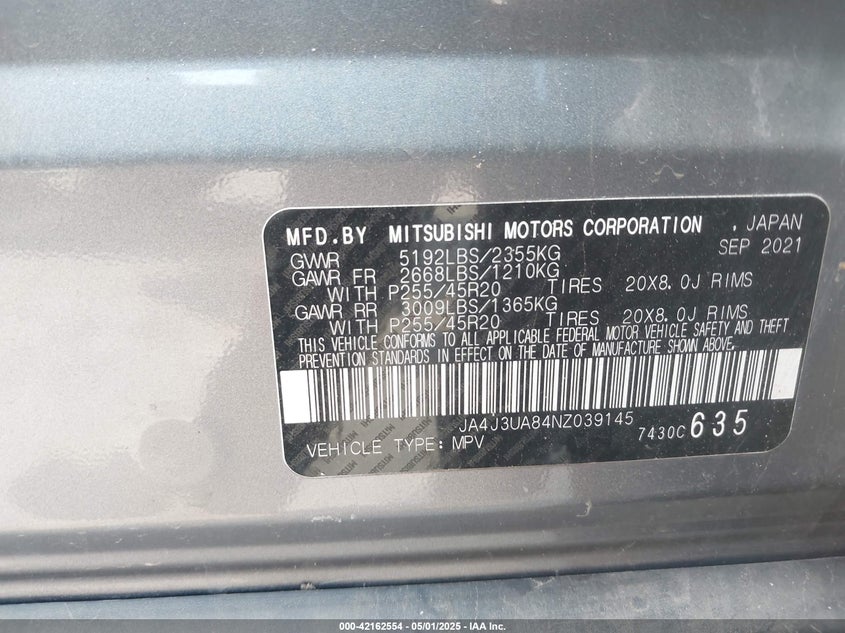 MFD.BY MITSUBISHI MOTORS CORPORATION , JAPAN
SEP 2021
GVWR 5192LBS/2355KG
GAWR FR 2668LBS/1210KG
WITH P255/45R20 TIRES 20X8.0J RIMS
GAWR RR 3009LBS/1365KG
WITH P255/45R20 TIRES 20X8.0J RIMS
THIS VEHICLE CONFORMS TO ALL APPLICABLE FEDERAL MOTOR VEHICLE SAFETY AND THEFT
PREVENTION STANDARDS IN EFFECT ON THE DATE OF MANUFACTURE SHOWN ABOVE.
JA4J3UA84NZ039145
7430C 635
VEHICLE TYPE: MPV
000-42162554 - 05/01/2025 - IAA Inc.